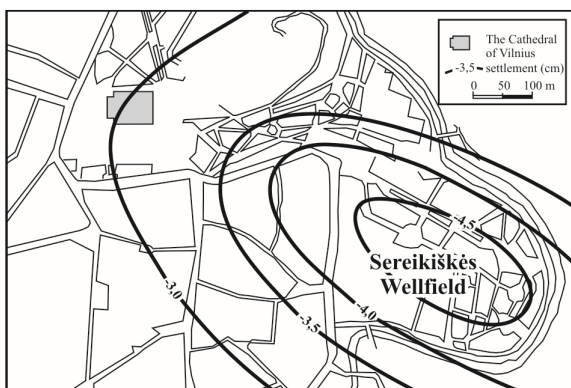 The Cathedral
of Vilnius
-3,5 settlement (cm)
0 50 100 m
-4,5
Sereikiškės
Wellfield
-3,0
-4,0
-3,5